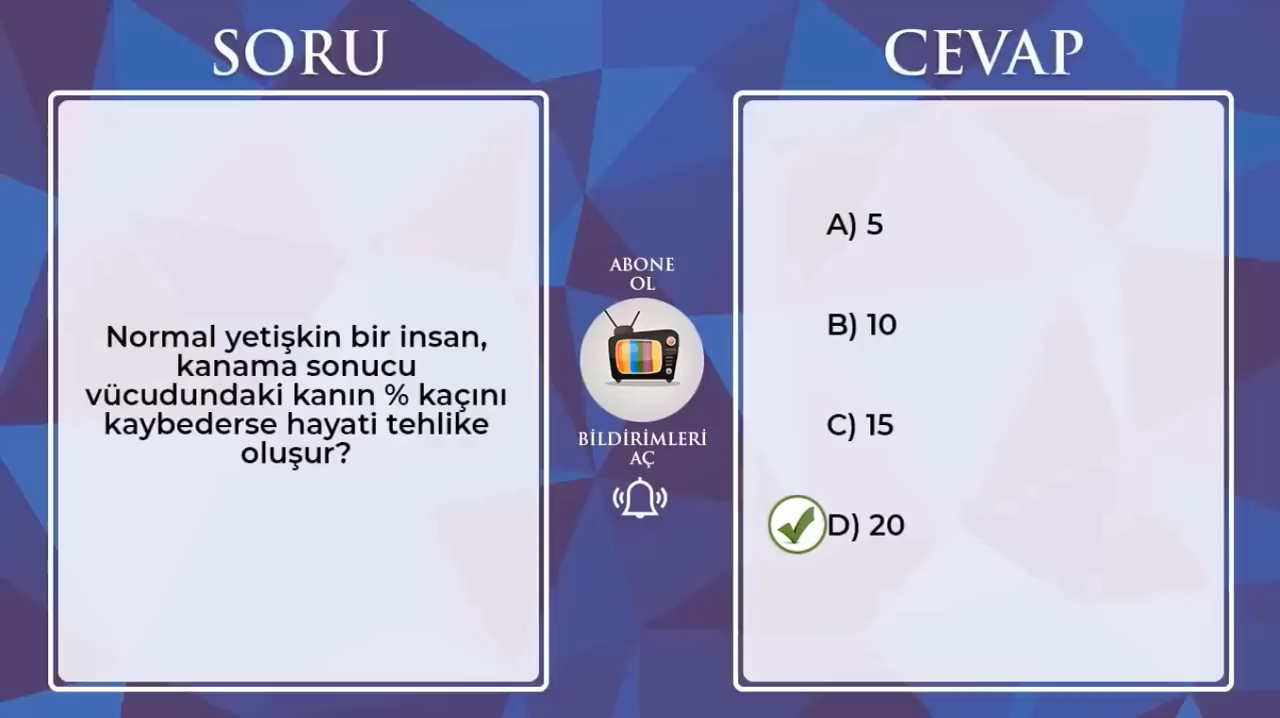 SORU
Normal yetişkin bir insan,
kanama sonucu
vücudundaki kanın % kaçını
kaybederse hayati tehlike
oluşur?
ABONE
OL
BİLDİRİMLERİ
AÇ
CEVAP
A) 5
B) 10
C) 15
D) 20